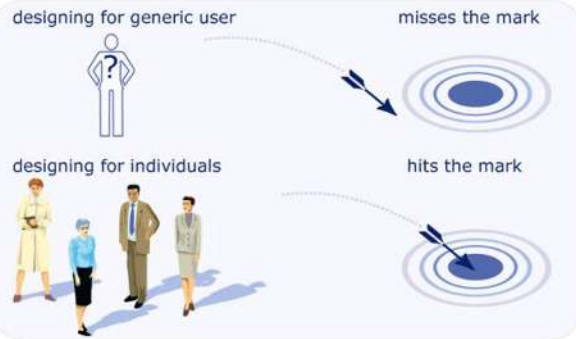 designing for generic user
misses the mark
?
designing for individuals
hits the mark